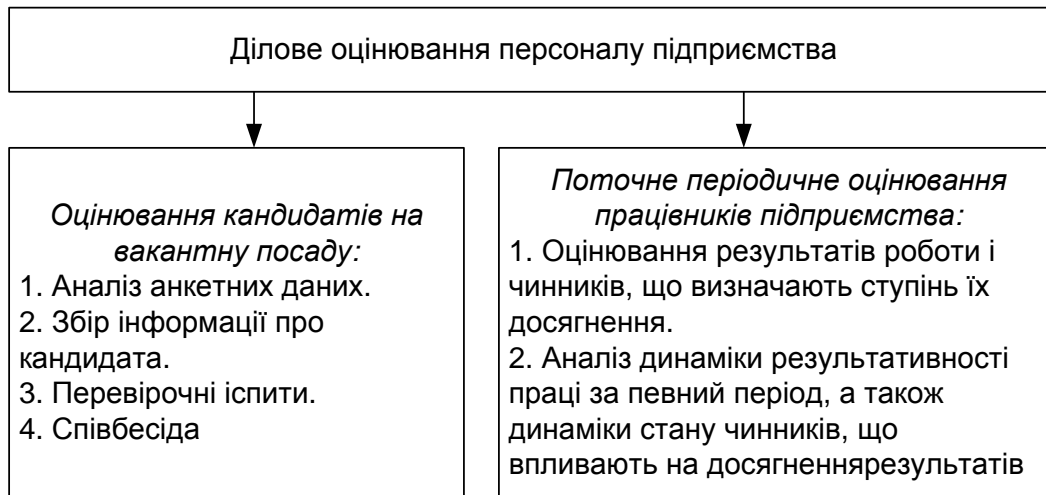 Ділове оцінювання персоналу підприємства
Оцінювання кандидатів на
вакантну посаду:
1. Аналіз анкетних даних.
2. Збір інформації про
кандидата.
3. Перевірочні іспити.
4. Співбесіда
Поточне періодичне оцінювання
працівників підприємства:
1. Оцінювання результатів роботи і
чинників, що визначають ступінь їх
досягнення.
2. Аналіз динаміки результативності
праці за певний період, а також
динаміки стану чинників, що
впливають на досягненнярезультатів